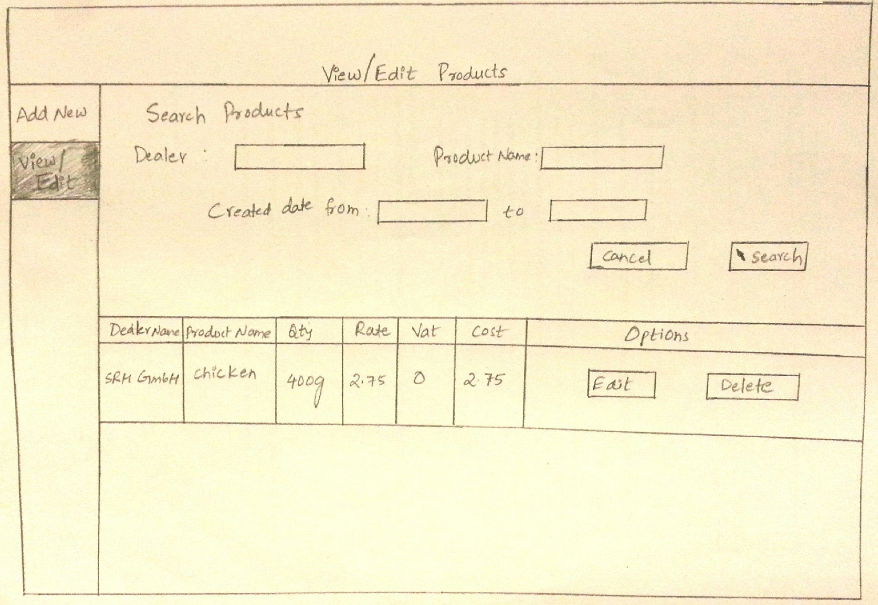 View/Edit Products
Add New
View/
Edit
Search Products
Dealer :
Product Name :
Created date from :
to
Cancel
Search
Dealer Name Product Name Qty Rate Vat Cost Options
SRH GmbH chicken 400g 2.75 0 2.75 Edit Delete